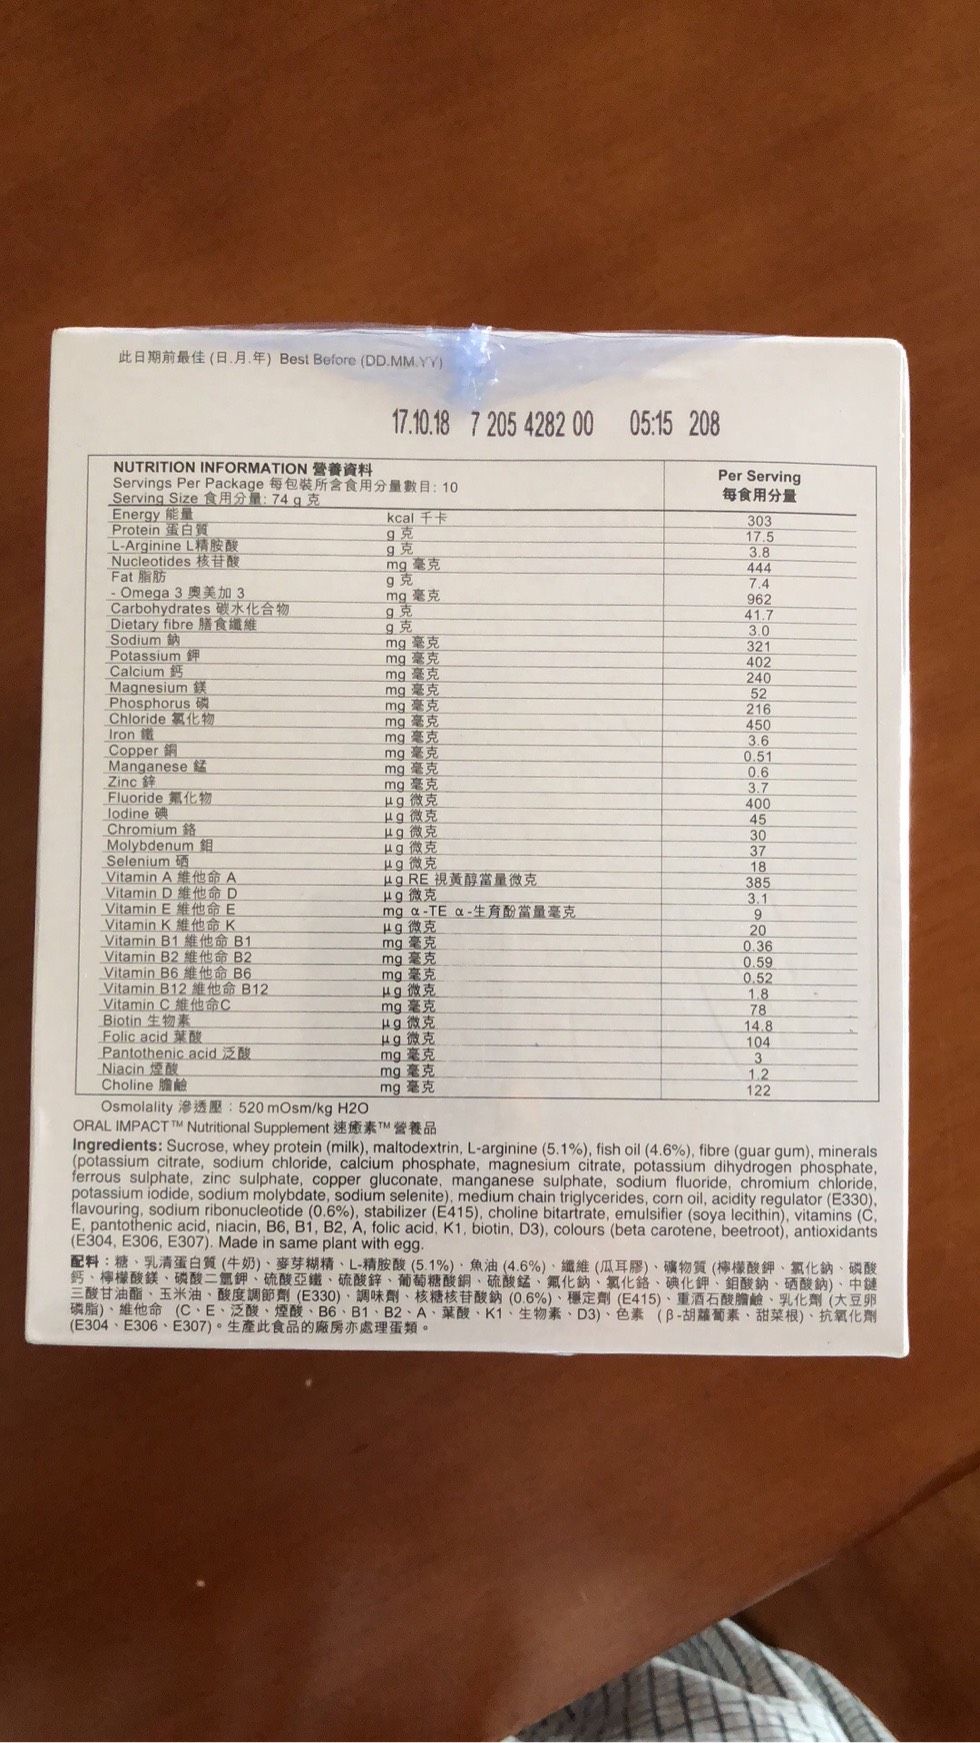 此日期前最佳 (日.月.年) Best Before (DD.MM.YY)
17.10.18 7 205 4282 00 05:15 208
NUTRITION INFORMATION 營養資料
Servings Per Package 每包裝所含食用分量數目: 10
Serving Size 食用分量: 74 g 克
Per Serving
每食用分量
Energy 能量 kcal 千卡 303
Protein 蛋白質 g 克 17.5
L-Arginine L精胺酸 g 克 3.8
Nucleotides 核苷酸 mg 毫克 444
Fat 脂肪 g 克 7.4
- Omega 3 奧美加 3 mg 毫克 962
Carbohydrates 碳水化合物 g 克 41.7
Dietary fibre 膳食纖維 g 克 3.0
Sodium 鈉 mg 毫克 321
Potassium 鉀 mg 毫克 402
Calcium 鈣 mg 毫克 240
Magnesium 鎂 mg 毫克 52
Phosphorus 磷 mg 毫克 216
Chloride 氯化物 mg 毫克 450
Iron 鐵 mg 毫克 3.6
Copper 銅 mg 毫克 0.51
Manganese 錳 mg 毫克 0.6
Zinc 鋅 mg 毫克 3.7
Fluoride 氟化物 μg 微克 400
Iodine 碘 μg 微克 45
Chromium 鉻 μg 微克 30
Molybdenum 鉬 μg 微克 37
Selenium 硒 μg 微克 18
Vitamin A 維他命 A μg RE 視黃醇當量微克 385
Vitamin D 維他命 D μg 微克 3.1
Vitamin E 維他命 E mg α-TE α-生育酚當量毫克 9
Vitamin K 維他命 K μg 微克 20
Vitamin B1 維他命 B1 mg 毫克 0.36
Vitamin B2 維他命 B2 mg 毫克 0.59
Vitamin B6 維他命 B6 mg 毫克 0.52
Vitamin B12 維他命 B12 μg 微克 1.8
Vitamin C 維他命C mg 毫克 78
Biotin 生物素 μg 微克 14.8
Folic acid 葉酸 μg 微克 104
Pantothenic acid 泛酸 mg 毫克 3
Niacin 煙酸 mg 毫克 1.2
Choline 膽鹼 mg 毫克 122
Osmolality 滲透壓 : 520 mOsm/kg H2O
ORAL IMPACT™ Nutritional Supplement 速癒素™ 營養品
Ingredients: Sucrose, whey protein (milk), maltodextrin, L-arginine (5.1%), fish oil (4.6%), fibre (guar gum), minerals
(potassium citrate, sodium chloride, calcium phosphate, magnesium citrate, potassium dihydrogen phosphate,
ferrous sulphate, zinc sulphate, copper gluconate, manganese sulphate, sodium fluoride, chromium chloride,
potassium iodide, sodium molybdate, sodium selenite), medium chain triglycerides, corn oil, acidity regulator (E330),
flavouring, sodium ribonucleotide (0.6%), stabilizer (E415), choline bitartrate, emulsifier (soya lecithin), vitamins (C,
E, pantothenic acid, niacin, B6, B1, B2, A, folic acid, K1, biotin, D3), colours (beta carotene, beetroot), antioxidants
(E304, E306, E307). Made in same plant with egg.
配料：糖、乳清蛋白質 (牛奶)、麥芽糊精、L-精胺酸 (5.1%)、魚油 (4.6%)、纖維 (瓜耳膠)、礦物質 (檸檬酸鉀、氯化鈉、磷酸
鈣、檸檬酸鎂、磷酸二氫鉀、硫酸亞鐵、硫酸鋅、葡萄糖酸銅、硫酸錳、氟化鈉、氯化鉻、碘化鉀、鉬酸鈉、硒酸鈉)、中鏈
三酸甘油酯、玉米油、酸度調節劑 (E330)、調味劑、核糖核苷酸鈉 (0.6%)、穩定劑 (E415)、重酒石酸膽鹼、乳化劑 (大豆卵
磷脂)、維他命 (C、E、泛酸、煙酸、B6、B1、B2、A、葉酸、K1、生物素、D3)、色素 (β-胡蘿蔔素、甜菜根)、抗氧化劑
(E304、E306、E307)。生產此食品的廠房亦處理蛋類。